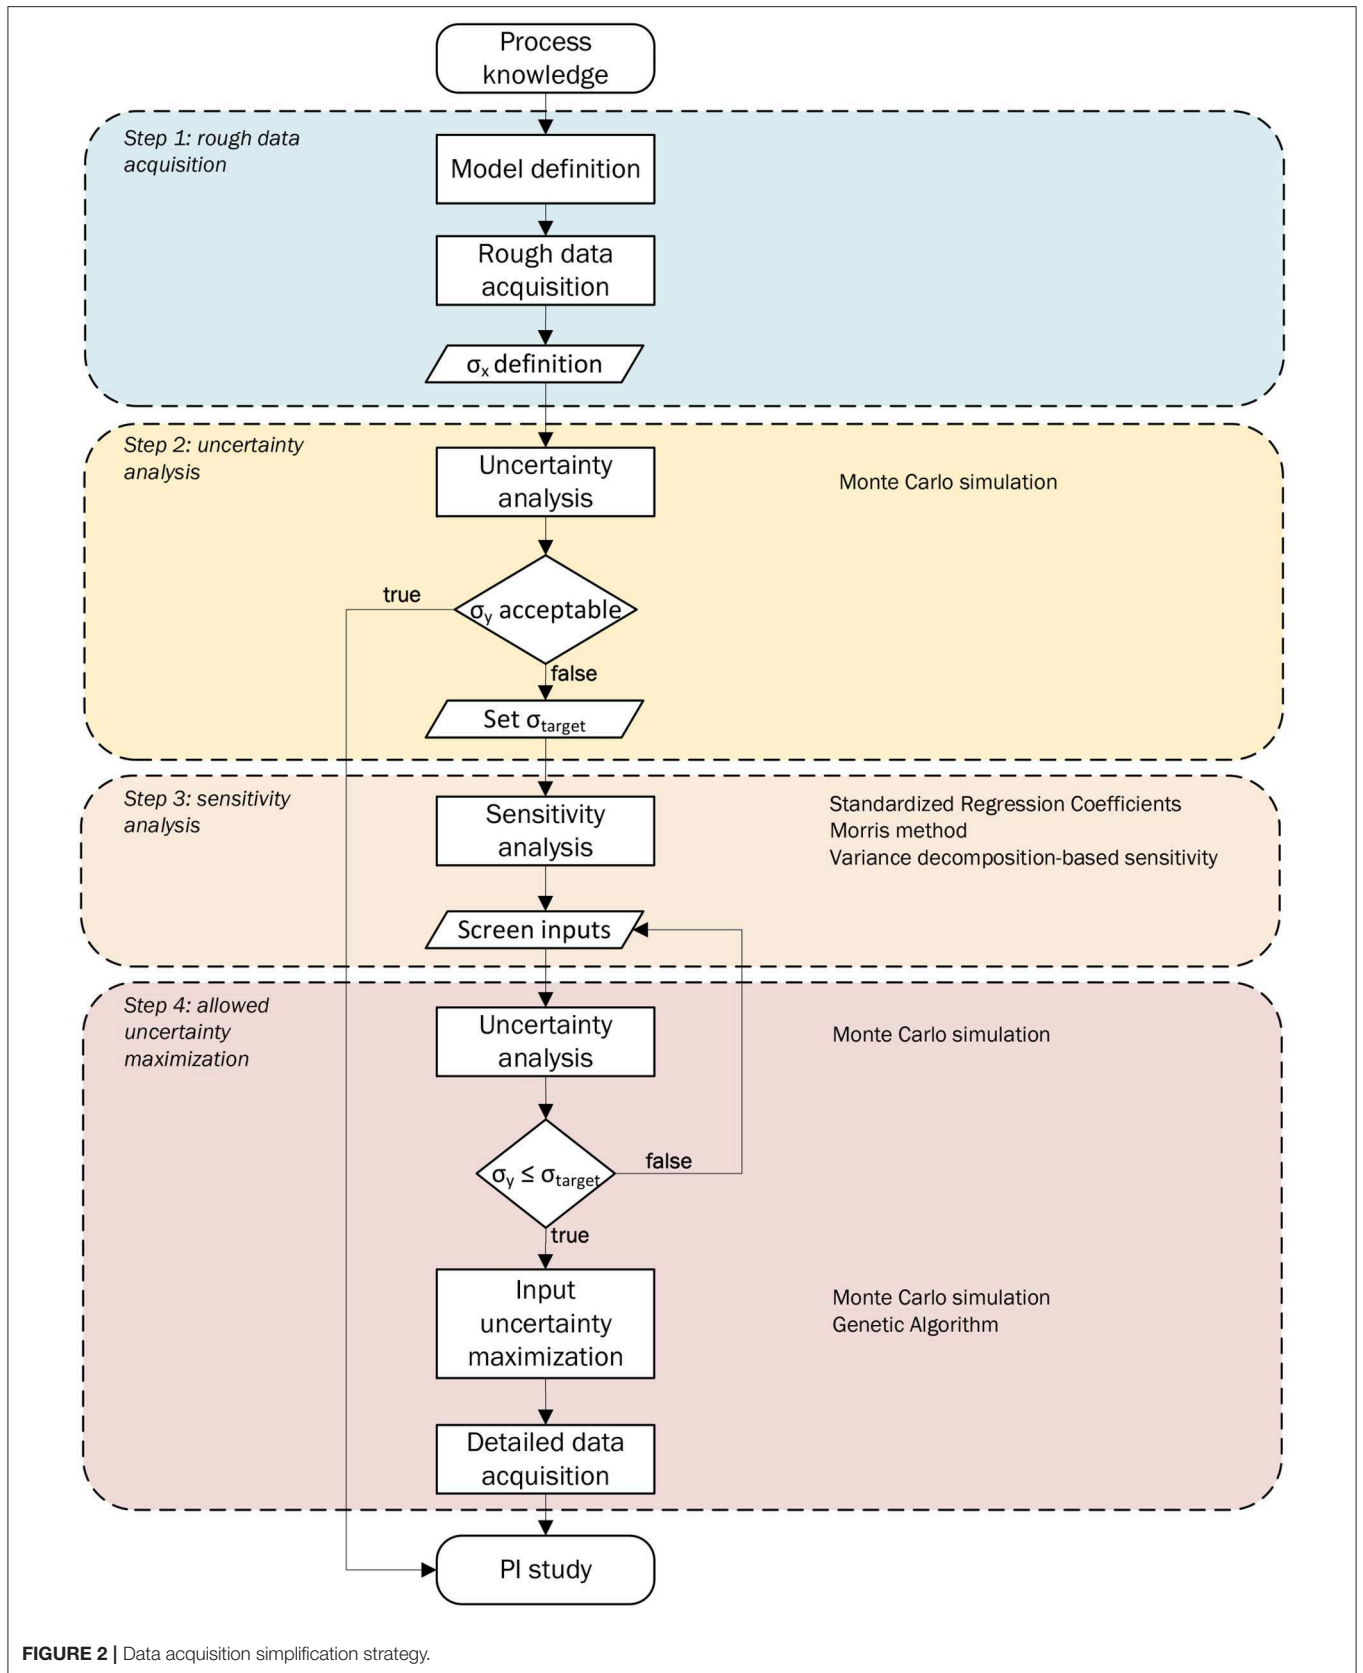 Process
knowledge
Step 1: rough data
acquisition
Model definition
Rough data
acquisition
σx definition
Step 2: uncertainty
analysis
Uncertainty
analysis
Monte Carlo simulation
true
σy acceptable
false
Set σtarget
Step 3: sensitivity
analysis
Sensitivity
analysis
Standardized Regression Coefficients
Morris method
Variance decomposition-based sensitivity
Screen inputs
Step 4: allowed
uncertainty
maximization
Uncertainty
analysis
Monte Carlo simulation
σy ≤ σtarget
false
true
Input
uncertainty
maximization
Monte Carlo simulation
Genetic Algorithm
Detailed data
acquisition
PI study
FIGURE 2 | Data acquisition simplification strategy.